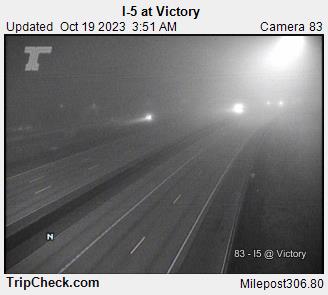 I-5 at Victory
Updated Oct 19 2023 3:51 AM Camera 83
T
N
83 - I5 @ Victory
TripCheck.com Milepost306.80